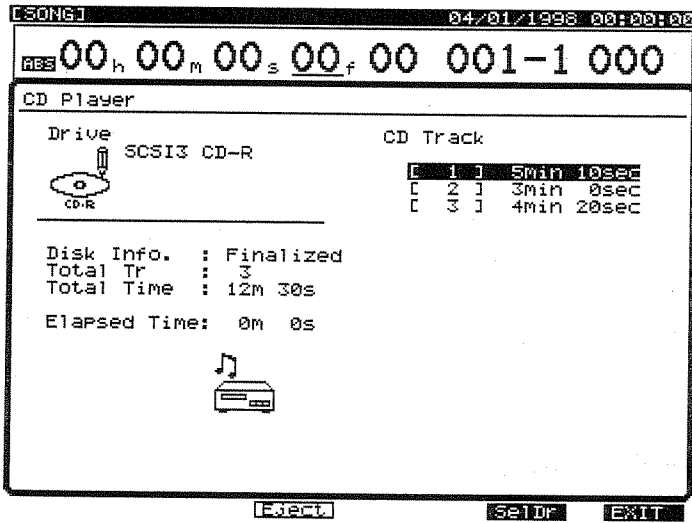 [SONG] 04/01/1998 00:00:00
ABS 00h 00m 00s 00f 00 001-1 000
CD Player
Drive
SCSI3 CD-R
CD-R
CD Track
[ 1 ] 5min 10sec
[ 2 ] 3min 0sec
[ 3 ] 4min 20sec
Disk Info. : Finalized
Total Tr : 3
Total Time : 12m 30s
Elapsed Time: 0m 0s
Eject SelDr EXIT